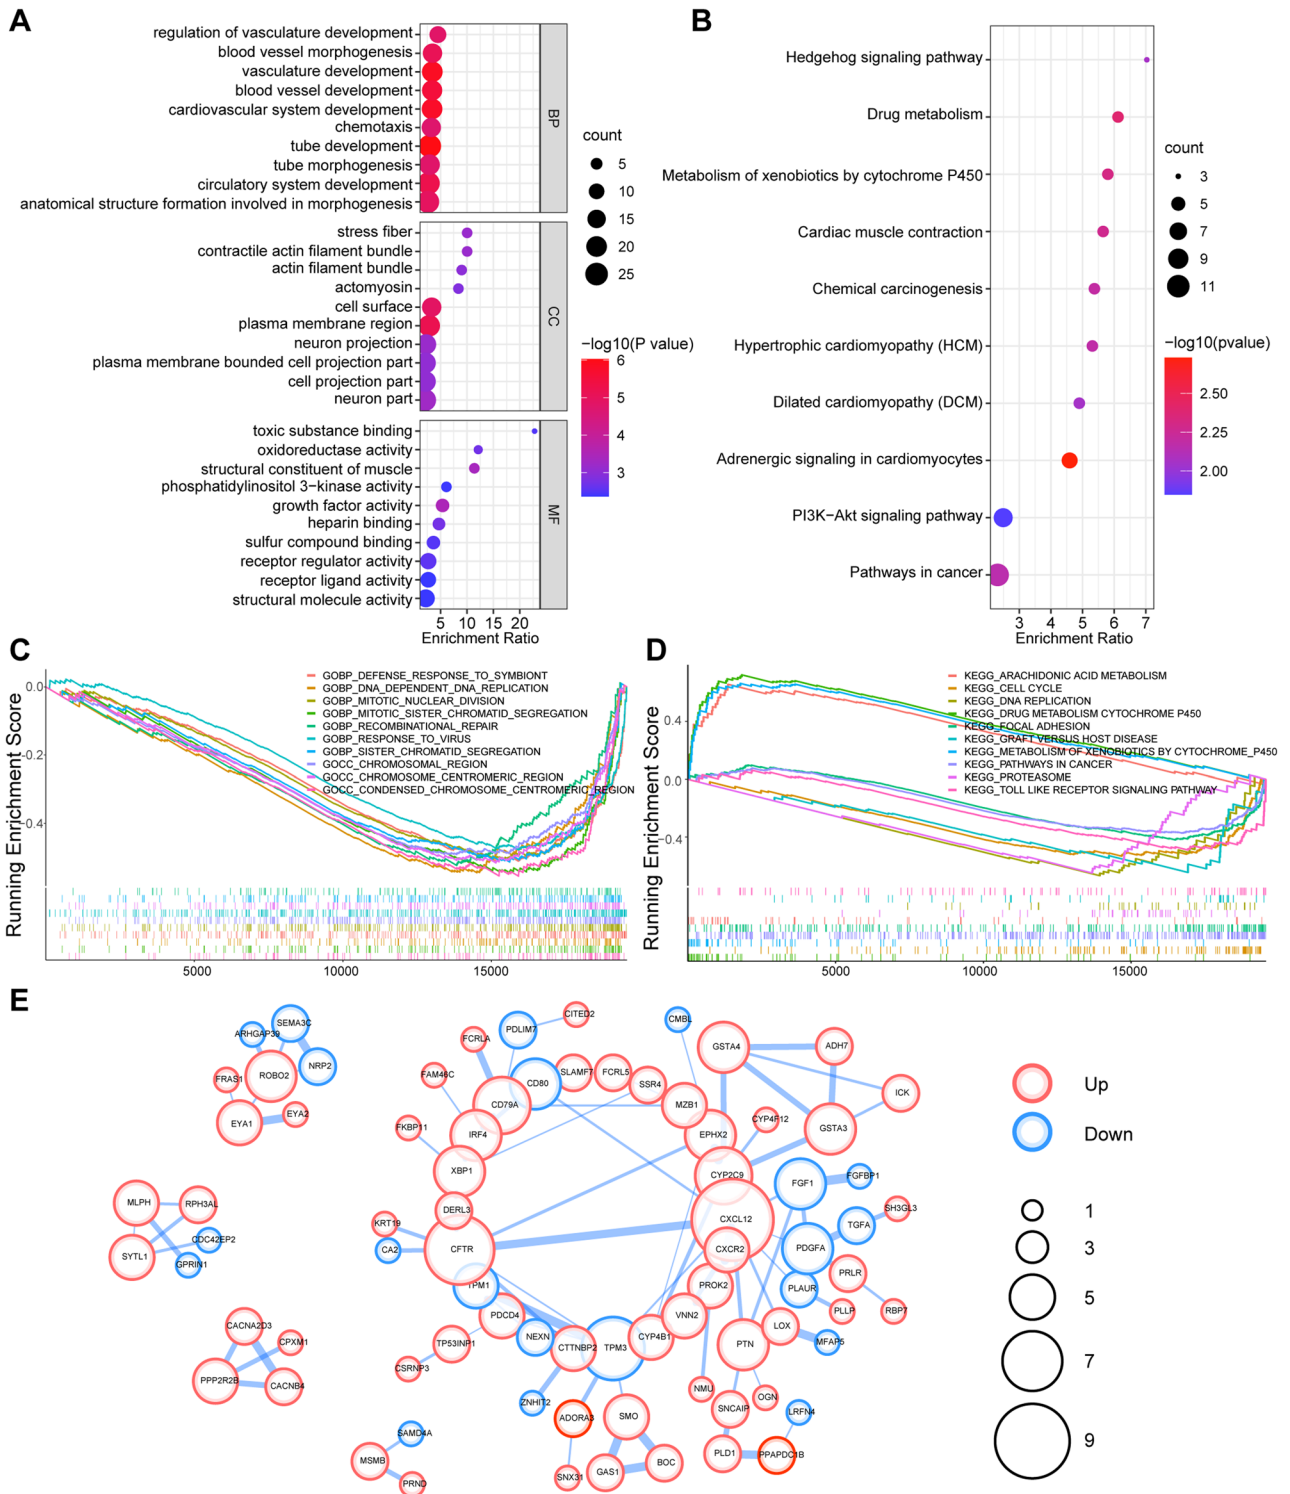 A
regulation of vasculature development
blood vessel morphogenesis
vasculature development
blood vessel development
cardiovascular system development
chemotaxis
tube development
tube morphogenesis
circulatory system development
anatomical structure formation involved in morphogenesis
BP
stress fiber
contractile actin filament bundle
actin filament bundle
actomyosin
cell surface
plasma membrane region
neuron projection
plasma membrane bounded cell projection part
cell projection part
neuron part
CC
toxic substance binding
oxidoreductase activity
structural constituent of muscle
phosphatidylinositol 3−kinase activity
growth factor activity
heparin binding
sulfur compound binding
receptor regulator activity
receptor ligand activity
structural molecule activity
MF
5 10 15 20
Enrichment Ratio
count
5
10
15
20
25
−log10(P value)
6
5
4
3
B
Hedgehog signaling pathway
Drug metabolism
Metabolism of xenobiotics by cytochrome P450
Cardiac muscle contraction
Chemical carcinogenesis
Hypertrophic cardiomyopathy (HCM)
Dilated cardiomyopathy (DCM)
Adrenergic signaling in cardiomyocytes
PI3K−Akt signaling pathway
Pathways in cancer
3 4 5 6 7
Enrichment Ratio
count
3
5
7
9
11
−log10(pvalue)
2.50
2.25
2.00
C
Running Enrichment Score
0.0
-0.2
-0.4
GOBP_DEFENSE_RESPONSE_TO_SYMBIONT
GOBP_DNA_DEPENDENT_DNA_REPLICATION
GOBP_MITOTIC_NUCLEAR_DIVISION
GOBP_MITOTIC_SISTER_CHROMATID_SEGREGATION
GOBP_RECOMBINATIONAL_REPAIR
GOBP_RESPONSE_TO_VIRUS
GOBP_SISTER_CHROMATID_SEGREGATION
GOCC_CHROMOSOMAL_REGION
GOCC_CHROMOSOME_CENTROMERIC_REGION
GOCC_CONDENSED_CHROMOSOME_CENTROMERIC_REGION
5000 10000 15000
D
Running Enrichment Score
0.4
0.0
−0.4
KEGG_ARACHIDONIC ACID METABOLISM
KEGG_CELL CYCLE
KEGG_DNA REPLICATION
KEGG_DRUG METABOLISM CYTOCHROME P450
KEGG_FOCAL ADHESION
KEGG_GRAFT VERSUS HOST DISEASE
KEGG_METABOLISM OF XENOBIOTICS BY CYTOCHROME_P450
KEGG_PATHWAYS IN CANCER
KEGG_PROTEASOME
KEGG_TOLL LIKE RECEPTOR SIGNALING PATHWAY
5000 10000 15000
E
SEMA3C
ARHGAP39
NRP2
ROBO2
FRAS1
EYA2
EYA1
MLPH
RPH3AL
CDC42EP2
SYTL1
GPRIN1
CACNA2D3
CPXM1
PPP2R2B
CACNB4
SAMD4A
MSMB
PRND
CITED2
PDLIM7
FCRLA
FAM46C
CD80
SLAMF7
FCRL5
SSR4
CD79A
MZB1
FKBP11
IRF4
XBP1
DERL3
KRT19
CA2
CFTR
TPM1
PDCD4
NEXN
TP53INP1
CSRNP3
CTTNBP2
TPM3
CYP4B1
VNN2
PROK2
ZNHIT2
ADORA3
SNX31
SMO
GAS1
BOC
CMBL
GSTA4
ADH7
ICK
GSTA3
CYP4F12
EPHX2
CYP2C9
CXCL12
CXCR2
FGF1
FGFBP1
SH3GL3
TGFA
PDGFA
PRLR
PLAUR
PLLP
RBP7
LOX
MFAP5
PTN
NMU
OGN
SNCAIP
LRFN4
PLD1
PPAPDC1B
Up
Down
1
3
5
7
9